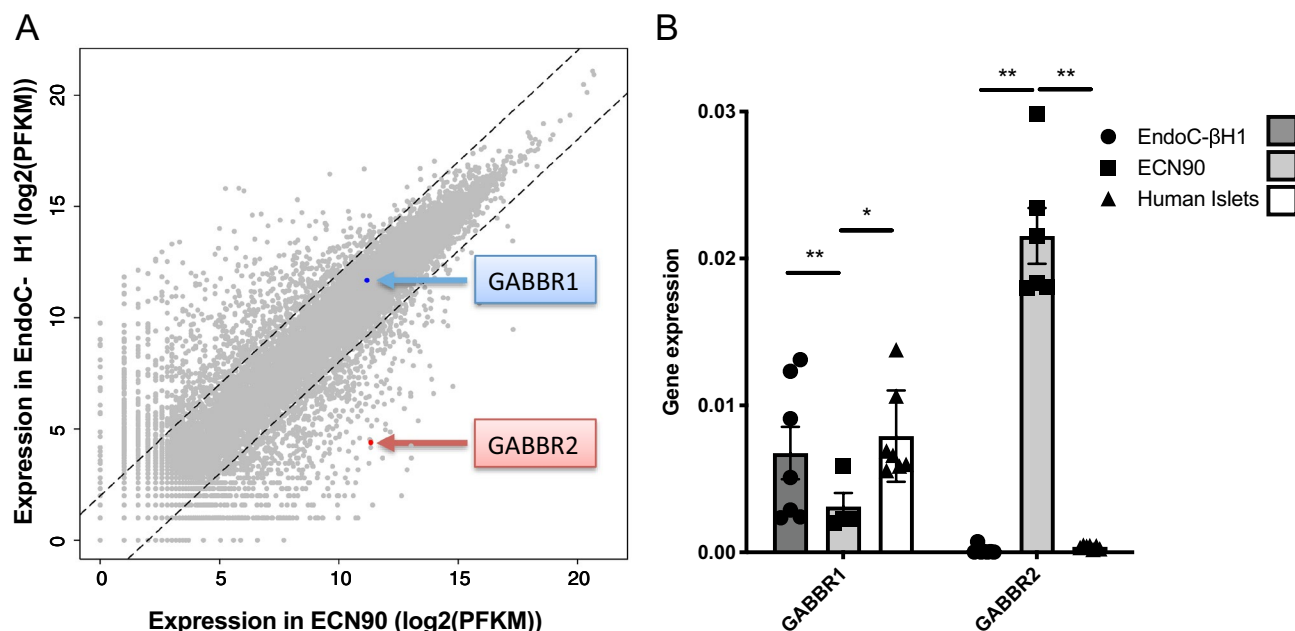 A
Expression in EndoC- H1 (log2(PFKM))
20
15
10
5
0
GABBR1
GABBR2
0 5 10 15 20
Expression in ECN90 (log2(PFKM))
B
Gene expression
0.03
0.02
0.01
0.00
** **
** *
EndoC-βH1
ECN90
Human Islets
GABBR1
GABBR2